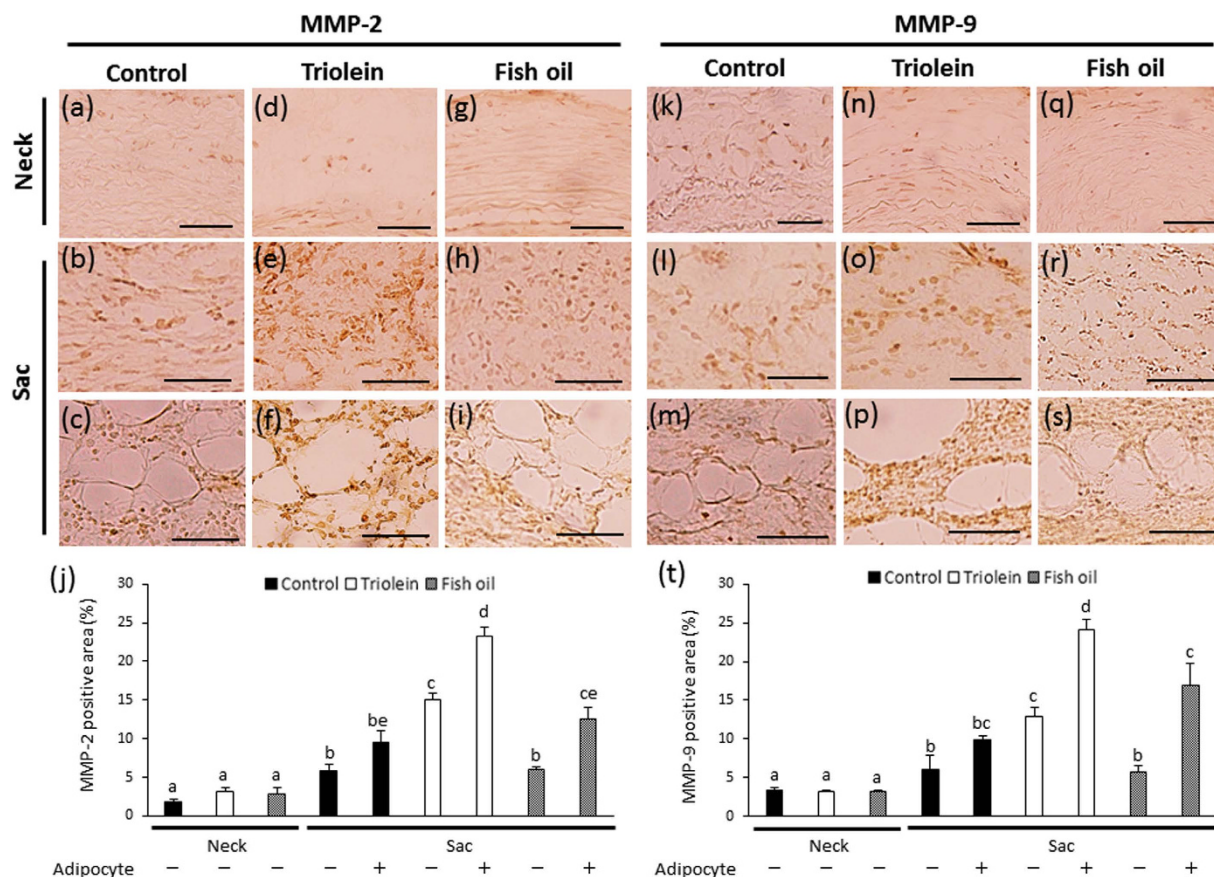 MMP-2
MMP-9
Control Triolein Fish oil
Control Triolein Fish oil
Neck
(a) (d) (g) (k) (n) (q)
Sac
(b) (e) (h) (l) (o) (r)
(c) (f) (i) (m) (p) (s)
(j)
Control Triolein Fish oil
MMP-2 positive area (%)
30
25
20
15
10
5
0
a a a b be c d b ce
Neck Sac
Adipocyte − − − − + − + − +
(t)
Control Triolein Fish oil
MMP-9 positive area (%)
30
25
20
15
10
5
0
a a a b bc c d b c
Neck Sac
Adipocyte − − − − + − + − +